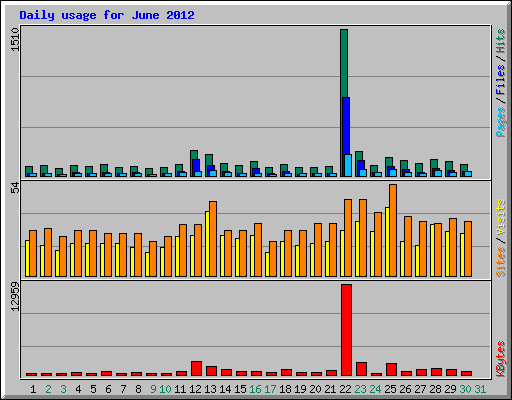 Daily usage for June 2012
1510
Pages / Files / Hits
54
Sites / Visits
12959
KBytes
1 2 3 4 5 6 7 8 9 10 11 12 13 14 15 16 17 18 19 20 21 22 23 24 25 26 27 28 29 30 31